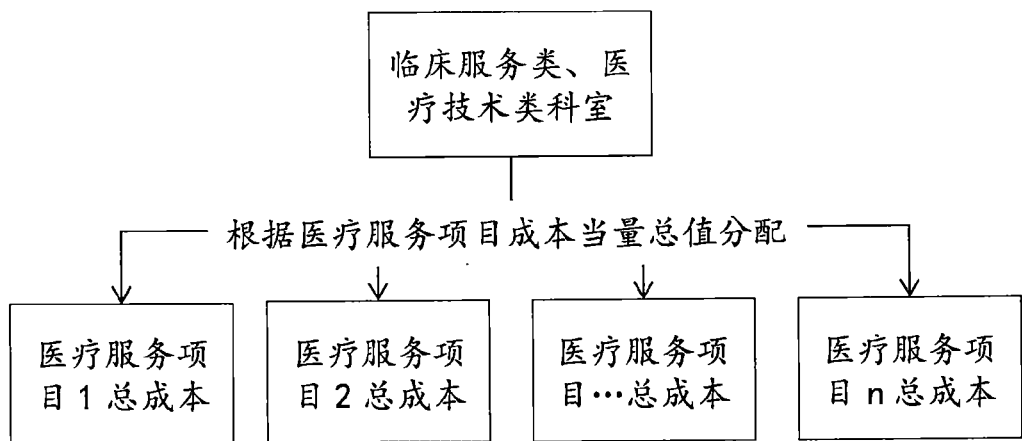 临床服务类、医
疗技术类科室
根据医疗服务项目成本当量总值分配
医疗服务项
目1总成本
医疗服务项
目2总成本
医疗服务项
目…总成本
医疗服务项
目n总成本